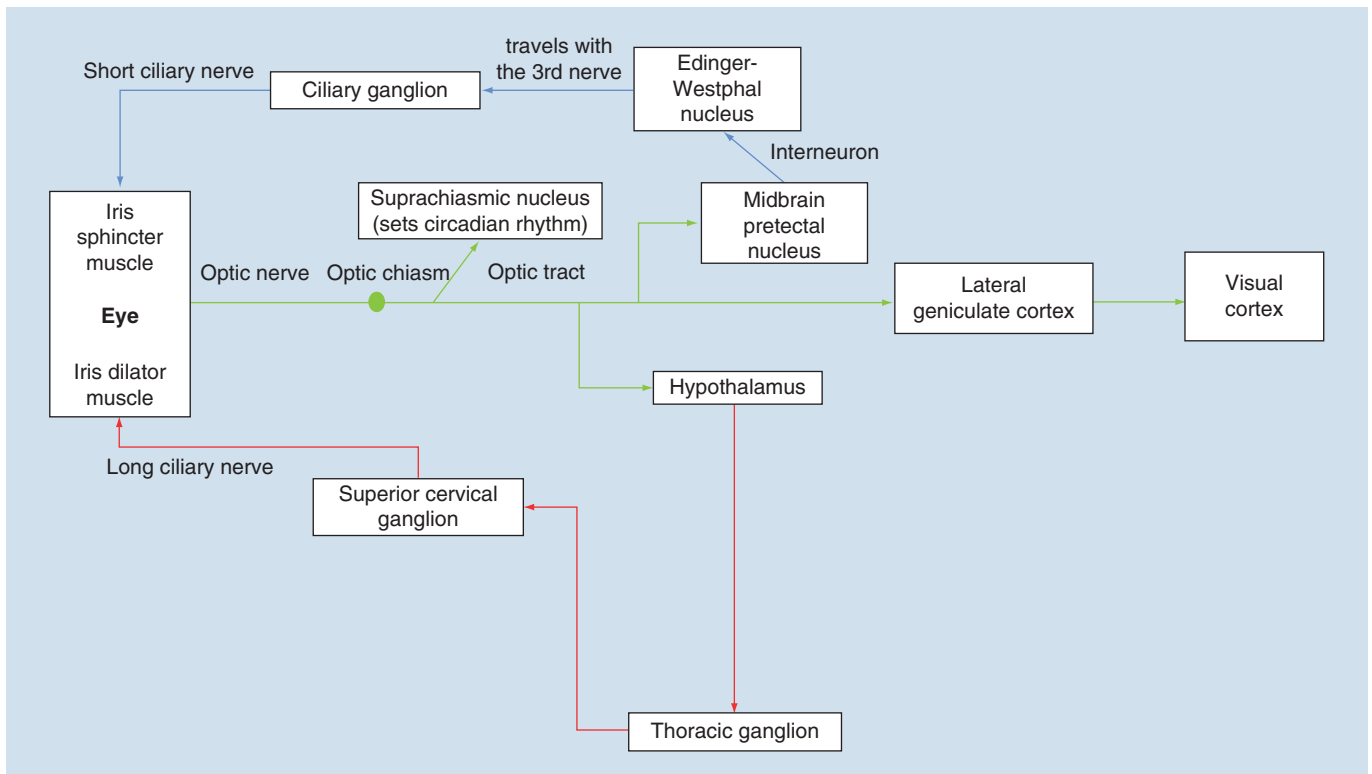 travels with
the 3rd nerve
Short ciliary nerve
Ciliary ganglion
Edinger-
Westphal
nucleus
Interneuron
Iris
sphincter
muscle
Eye
Iris dilator
muscle
Suprachiasmic nucleus
(sets circadian rhythm)
Midbrain
pretectal
nucleus
Optic nerve
Optic chiasm
Optic tract
Lateral
geniculate cortex
Visual
cortex
Hypothalamus
Long ciliary nerve
Superior cervical
ganglion
Thoracic ganglion